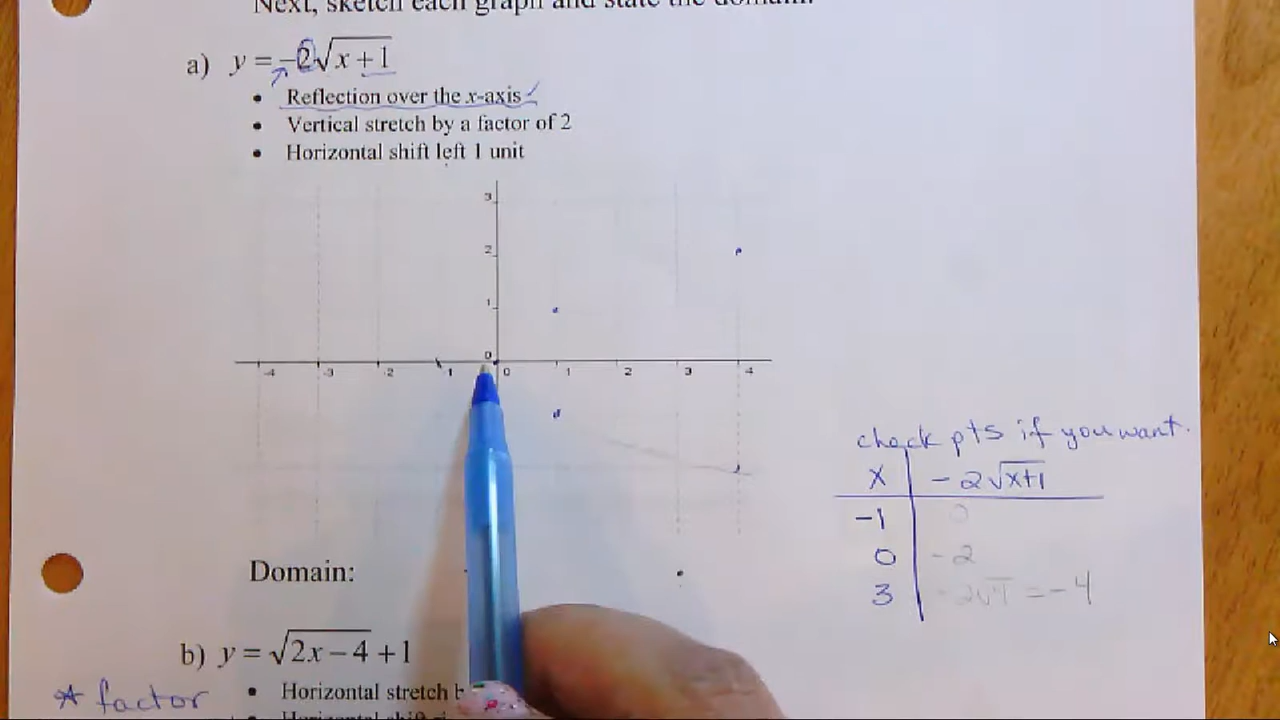 Next, sketch each graph and state the domain.
a) y = -2√x + 1
• Reflection over the x-axis
• Vertical stretch by a factor of 2
• Horizontal shift left 1 unit
3
2
1
0
-4 -3 -2 -1 0 1 2 3 4
check pts if you want.
x -2√x+1
-1 0
0 -2
3 -2√4 = -4
Domain:
b) y = √2x - 4 + 1
* factor
• Horizontal stretch b